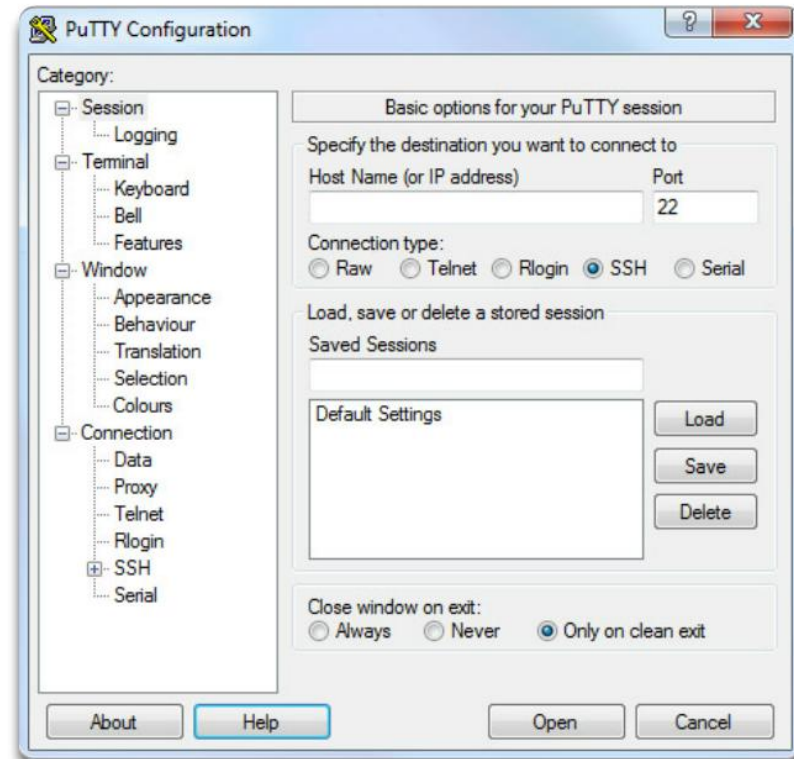 PuTTY Configuration
?
Category:
Session
Logging
Terminal
Keyboard
Bell
Features
Window
Appearance
Behaviour
Translation
Selection
Colours
Connection
Data
Proxy
Telnet
Rlogin
SSH
Serial
Basic options for your PuTTY session
Specify the destination you want to connect to
Host Name (or IP address) Port
22
Connection type:
Raw Telnet Rlogin SSH Serial
Load, save or delete a stored session
Saved Sessions
Default Settings
Load
Save
Delete
Close window on exit:
Always Never Only on clean exit
About Help Open Cancel